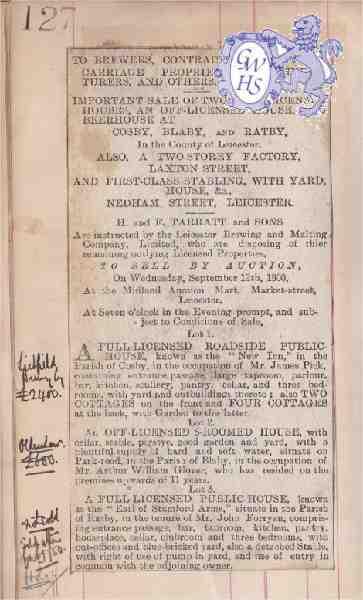 127
TO BREWERS, CONTRAC
CARRIAGE PROPRIE
TURERS, AND OTHERS.
GWHS
IMPORTANT SALE OF TWO
HOUSES, AN OFF-LICENSED HOUSE,
BEERHOUSE AT
COSBY, BLABY, AND RATBY,
In the County of Leicester.
ALSO, A TWO-STOREY FACTORY,
LAXTON STREET,
AND FIRST-CLASS STABLING, WITH YARD,
HOUSE, &c.,
NEDHAM STREET, LEICESTER.
H. and F. TARRATT and SONS
Are instructed by the Leicester Brewing and Malting
Company, Limited, who are disposing of thier
remaining outlying Licensed Properties,
TO SELL BY AUCTION,
On Wednesday, September 12th, 1900,
At the Midland Auction Mart, Market-street,
Leicester,
At Seven o'clock in the Evening prompt, and sub-
ject to Conditions of Sale,
Lot 1.
A FULL LICENSED ROADSIDE PUBLIC
HOUSE, known as the "New Inn," in the
Parish of Cosby, in the occupation of Mr. James Pick,
containing entrance passage, large taproom, parlour,
bar, kitchen, scullery, pantry, cellar, and three bed-
rooms, with yard and outbuildings thereto; also TWO
COTTAGES on the front and FOUR COTTAGES
at the back, with Garden to the latter.
£2400.
Lot 2.
An OFF-LICENSED 5-ROOMED HOUSE, with
cellar, stable, pigstye, good garden and yard, with a
plentiful supply of hard and soft water, situate on
Park-road, in the Parish of Blaby, in the occupation of
Mr. Arthur William Glover, who has resided on the
premises upwards of 11 years.
£600.
Lot 3.
A FULL LICENSED PUBLIC HOUSE, known
as the "Earl of Stamford Arms," situate in the Parish
of Ratby, in the tenure of Mr. John Foryan, compris-
ing entrance passage, bar, taproom, kitchen, pantry,
houseplace, cellar, clubroom and three bedrooms, with
out-offices and blue-bricked yard, also a detached Stable,
with right of use of pump in yard, and use of entry in
common with the adjoining owner.